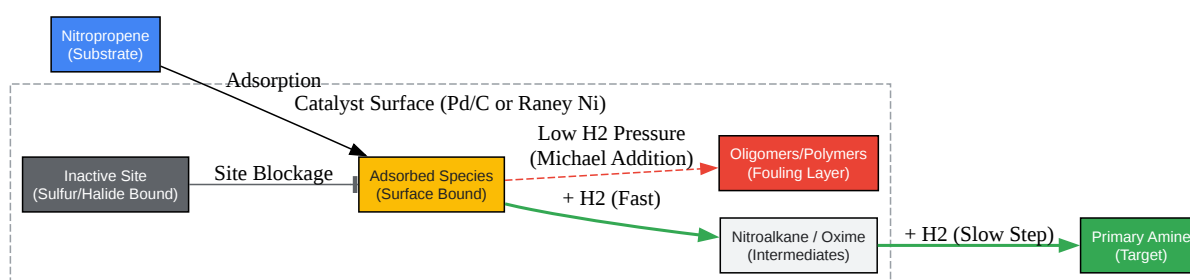 Nitropropene
(Substrate)
Adsorption
Catalyst Surface (Pd/C or Raney Ni)
Inactive Site
(Sulfur/Halide Bound)
Site Blockage
Adsorbed Species
(Surface Bound)
Low H2 Pressure
(Michael Addition)
Oligomers/Polymers
(Fouling Layer)
+ H2 (Fast)
Nitroalkane / Oxime
(Intermediates)
+ H2 (Slow Step)
Primary Amine
(Target)